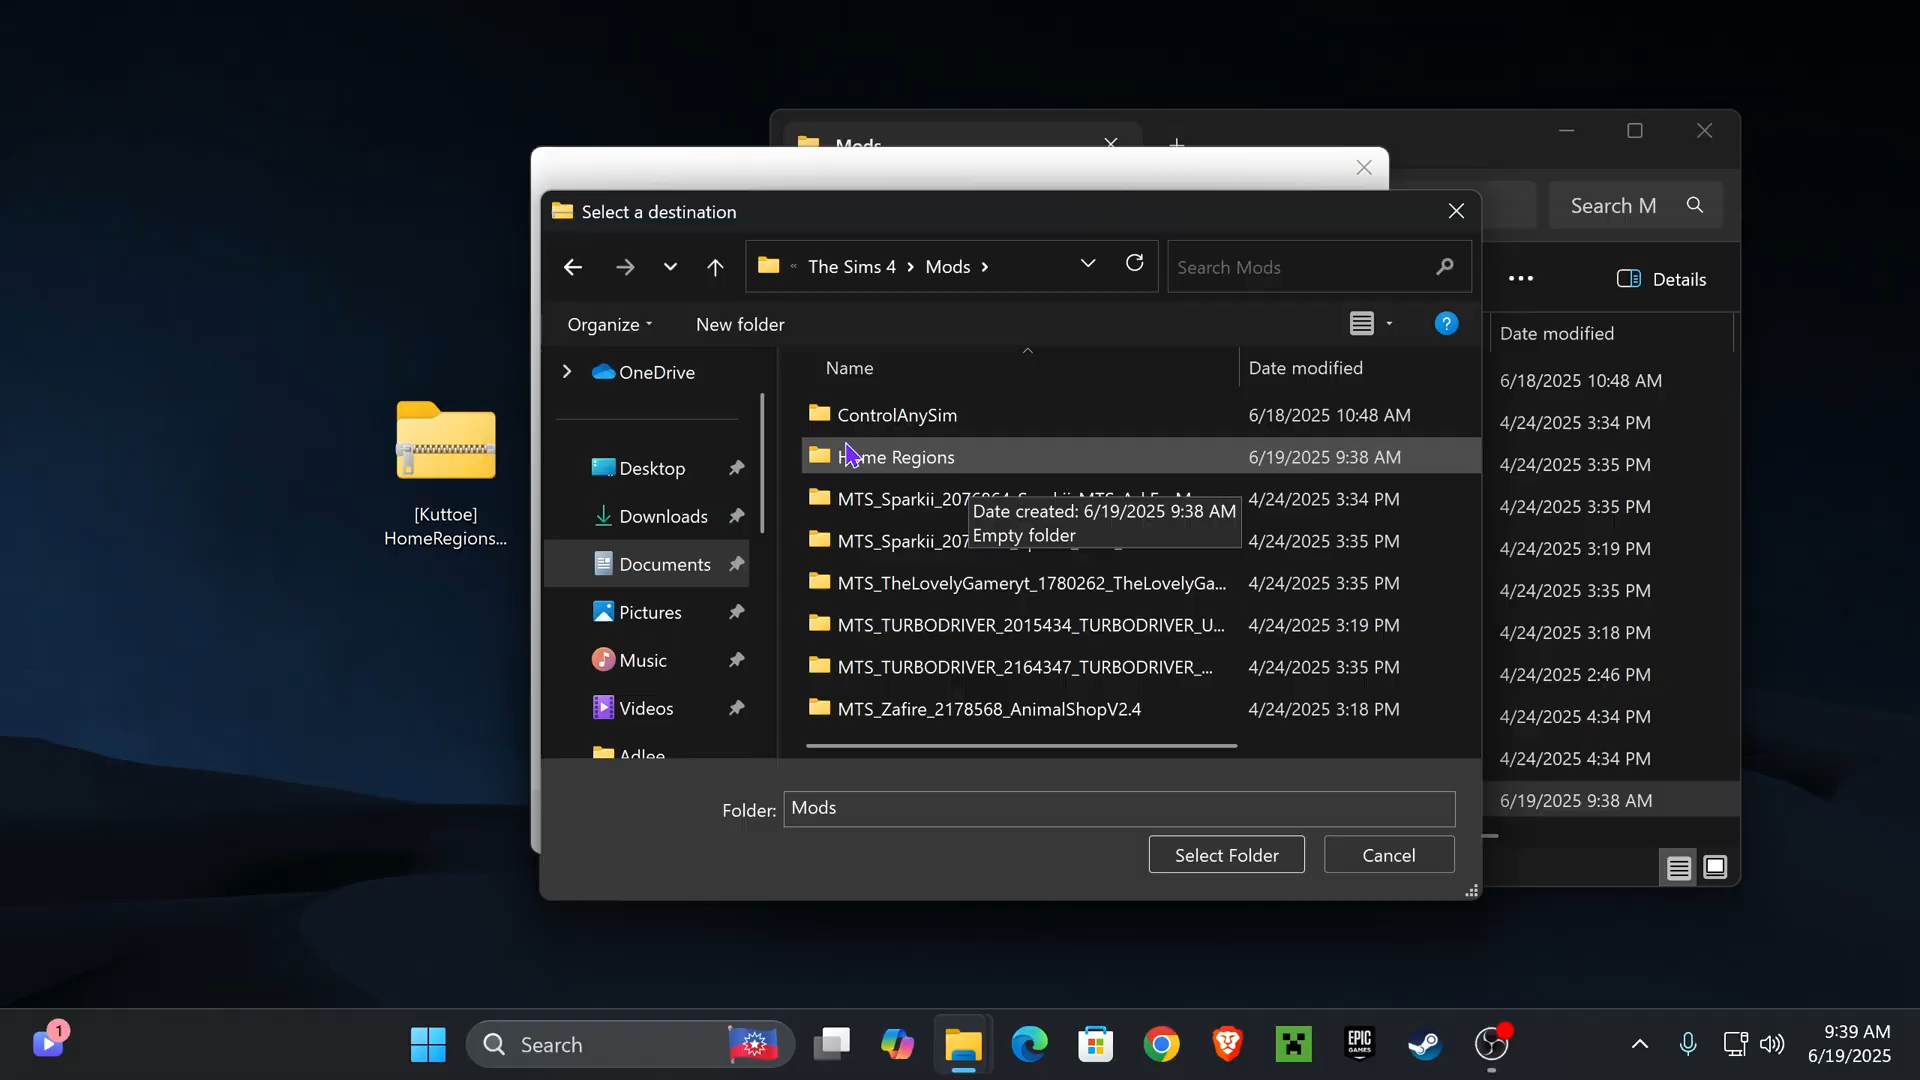 Mods
Search M
Select a destination
« The Sims 4 > Mods >
Search Mods
Organize
New folder
Details
Name
Date modified
Date modified
OneDrive
Desktop
Downloads
Documents
Pictures
Music
Videos
Adlee
ControlAnySim 6/18/2025 10:48 AM
Home Regions 6/19/2025 9:38 AM
MTS_Sparkii_2076864_Sparkii_MTS 4/24/2025 3:34 PM
Date created: 6/19/2025 9:38 AM
Empty folder
MTS_Sparkii_207 4/24/2025 3:35 PM
MTS_TheLovelyGameryt_1780262_TheLovelyGa... 4/24/2025 3:35 PM
MTS_TURBODRIVER_2015434_TURBODRIVER_U... 4/24/2025 3:19 PM
MTS_TURBODRIVER_2164347_TURBODRIVER_... 4/24/2025 3:35 PM
MTS_Zafire_2178568_AnimalShopV2.4 4/24/2025 3:18 PM
6/18/2025 10:48 AM
4/24/2025 3:34 PM
4/24/2025 3:35 PM
4/24/2025 3:35 PM
4/24/2025 3:19 PM
4/24/2025 3:35 PM
4/24/2025 3:18 PM
4/24/2025 2:46 PM
4/24/2025 4:34 PM
4/24/2025 4:34 PM
6/19/2025 9:38 AM
[Kuttoe]
HomeRegions...
Folder: Mods
Select Folder
Cancel
1
Search
EPIC
GAMES
9:39 AM
6/19/2025